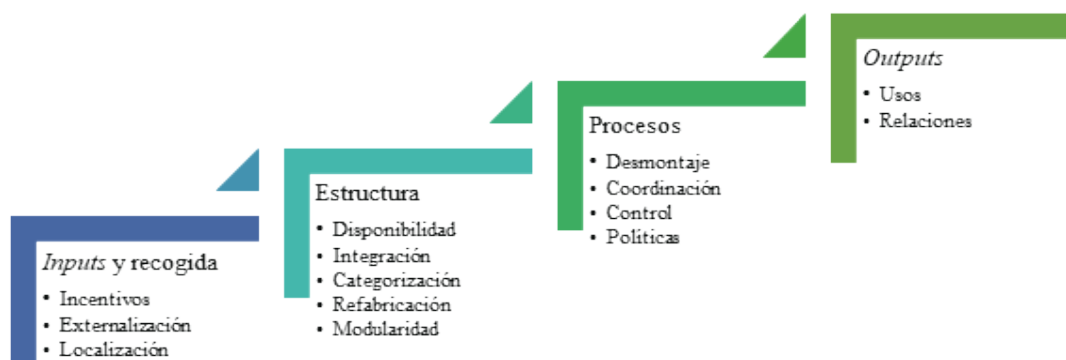 Inputs y recogida
• Incentivos
• Externalización
• Localización
Estructura
• Disponibilidad
• Integración
• Categorización
• Refabricación
• Modularidad
Procesos
• Desmontaje
• Coordinación
• Control
• Políticas
Outputs
• Usos
• Relaciones